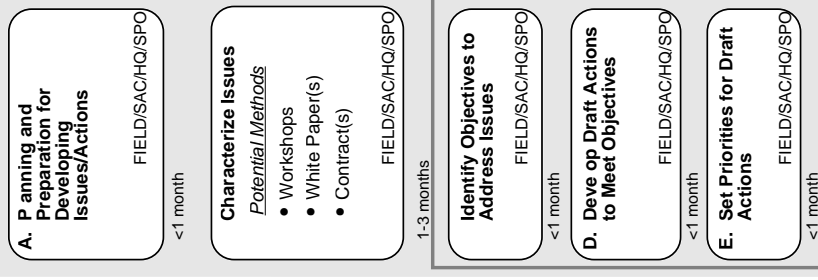 A. P anning and
Preparation for
Developing
Issues/Actions
FIELD/SAC/HQ/SPO
<1 month
Characterize Issues
Potential Methods
• Workshops
• White Paper(s)
• Contract(s)
FIELD/SAC/HQ/SPO
1-3 months
Identify Objectives to
Address Issues
FIELD/SAC/HQ/SPO
<1 month
D. Deve op Draft Actions
to Meet Objectives
FIELD/SAC/HQ/SPO
<1 month
E. Set Priorities for Draft
Actions
FIELD/SAC/HQ/SPO
<1 month